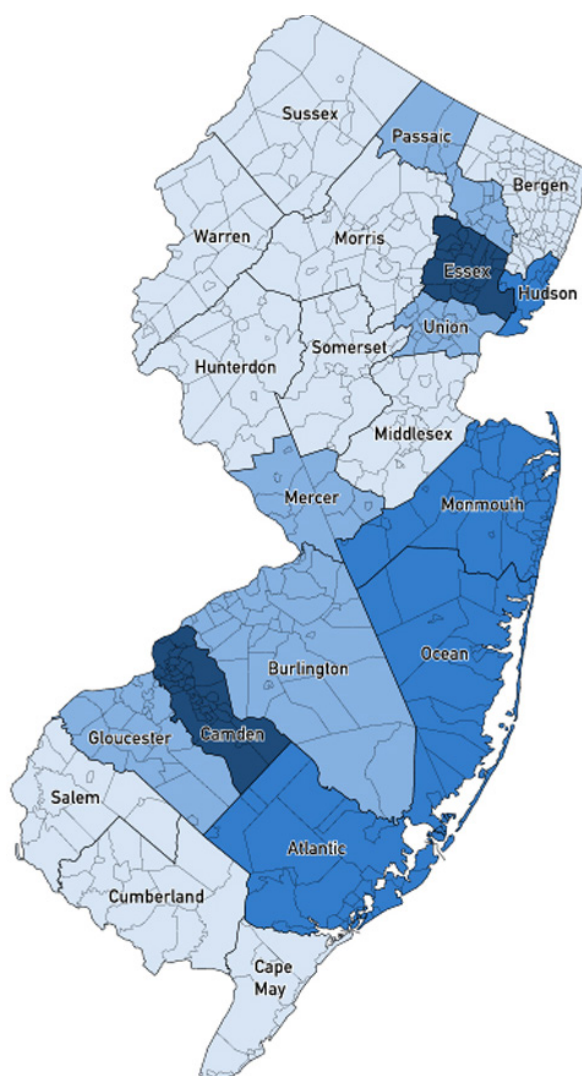 Sussex
Passaic
Bergen
Warren
Morris
Essex
Hudson
Union
Hunterdon
Somerset
Middlesex
Mercer
Monmouth
Ocean
Burlington
Camden
Gloucester
Salem
Atlantic
Cumberland
Cape
May